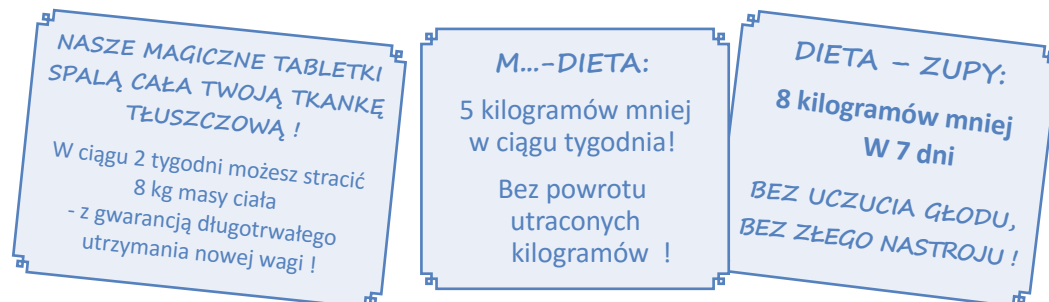 NASZE MAGICZNE TABLETKI
SPALĄ CAŁA TWOJĄ TKANKĘ
TŁUSZCZOWĄ !
W ciągu 2 tygodni możesz stracić
8 kg masy ciała
- z gwarancją długotrwałego
utrzymania nowej wagi !
M...-DIETA:
5 kilogramów mniej
w ciągu tygodnia!
Bez powrotu
utraconych
kilogramów !
DIETA – ZUPY:
8 kilogramów mniej
W 7 dni
BEZ UCZUCIA GŁODU,
BEZ ZŁEGO NASTROJU !